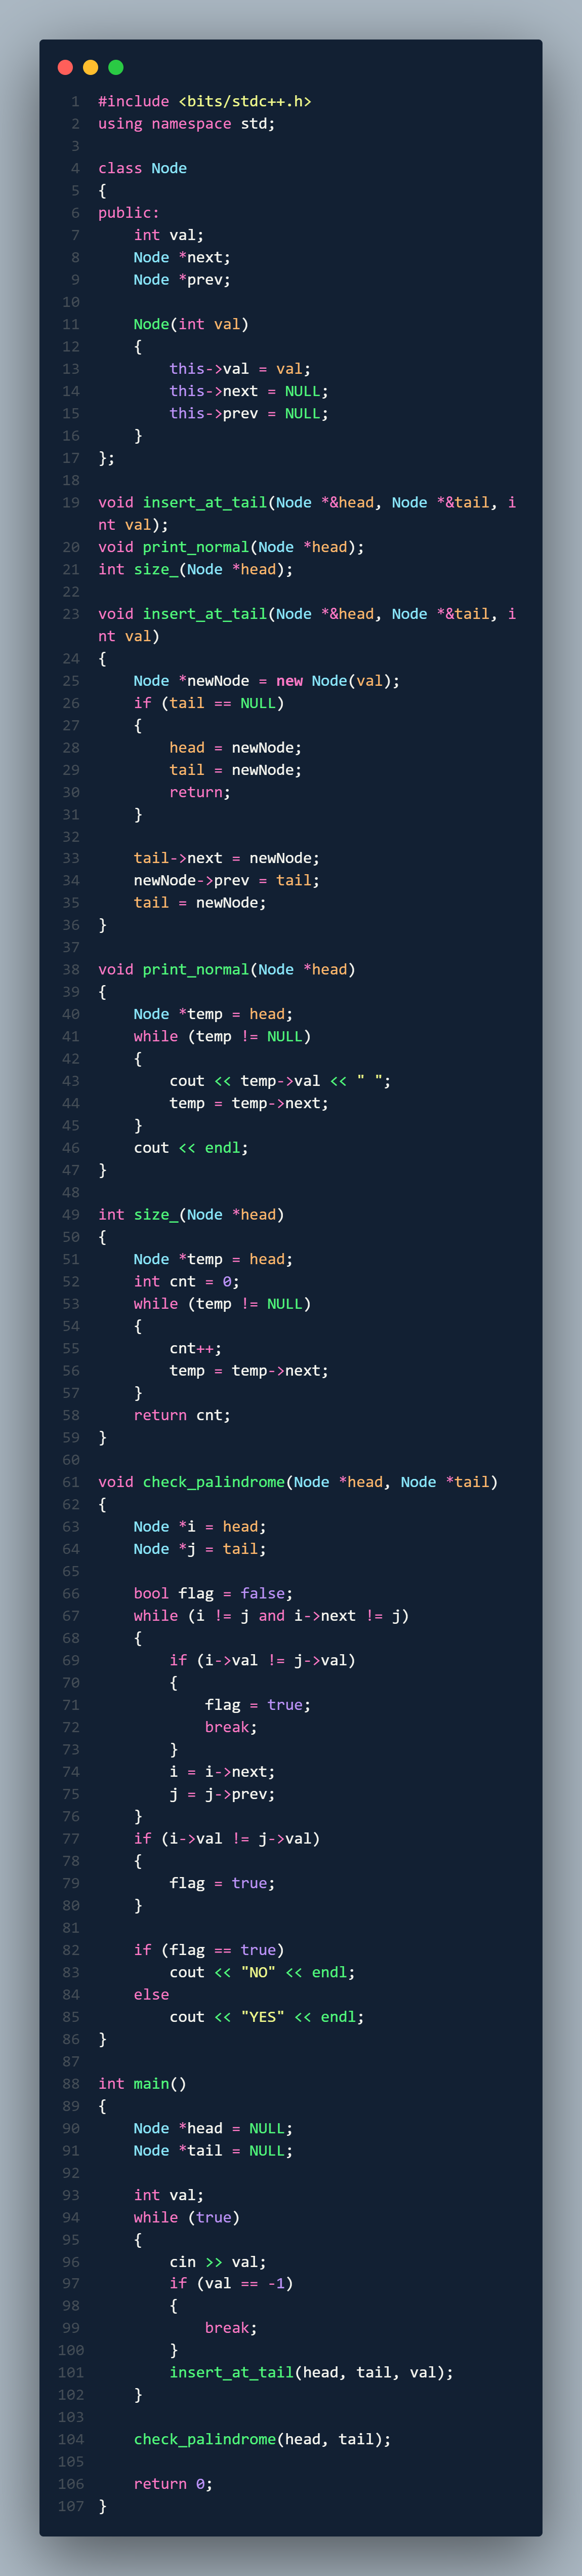 1 #include <bits/stdc++.h>
2 using namespace std;
3
4 class Node
5 {
6 public:
7     int val;
8     Node *next;
9     Node *prev;
10
11     Node(int val)
12     {
13         this->val = val;
14         this->next = NULL;
15         this->prev = NULL;
16     }
17 };
18
19 void insert_at_tail(Node *&head, Node *&tail, i
nt val);
20 void print_normal(Node *head);
21 int size_(Node *head);
22
23 void insert_at_tail(Node *&head, Node *&tail, i
nt val)
24 {
25     Node *newNode = new Node(val);
26     if (tail == NULL)
27     {
28         head = newNode;
29         tail = newNode;
30         return;
31     }
32
33     tail->next = newNode;
34     newNode->prev = tail;
35     tail = newNode;
36 }
37
38 void print_normal(Node *head)
39 {
40     Node *temp = head;
41     while (temp != NULL)
42     {
43         cout << temp->val << " ";
44         temp = temp->next;
45     }
46     cout << endl;
47 }
48
49 int size_(Node *head)
50 {
51     Node *temp = head;
52     int cnt = 0;
53     while (temp != NULL)
54     {
55         cnt++;
56         temp = temp->next;
57     }
58     return cnt;
59 }
60
61 void check_palindrome(Node *head, Node *tail)
62 {
63     Node *i = head;
64     Node *j = tail;
65
66     bool flag = false;
67     while (i != j and i->next != j)
68     {
69         if (i->val != j->val)
70         {
71             flag = true;
72             break;
73         }
74         i = i->next;
75         j = j->prev;
76     }
77     if (i->val != j->val)
78     {
79         flag = true;
80     }
81
82     if (flag == true)
83         cout << "NO" << endl;
84     else
85         cout << "YES" << endl;
86 }
87
88 int main()
89 {
90     Node *head = NULL;
91     Node *tail = NULL;
92
93     int val;
94     while (true)
95     {
96         cin >> val;
97         if (val == -1)
98         {
99             break;
100         }
101         insert_at_tail(head, tail, val);
102     }
103
104     check_palindrome(head, tail);
105
106     return 0;
107 }